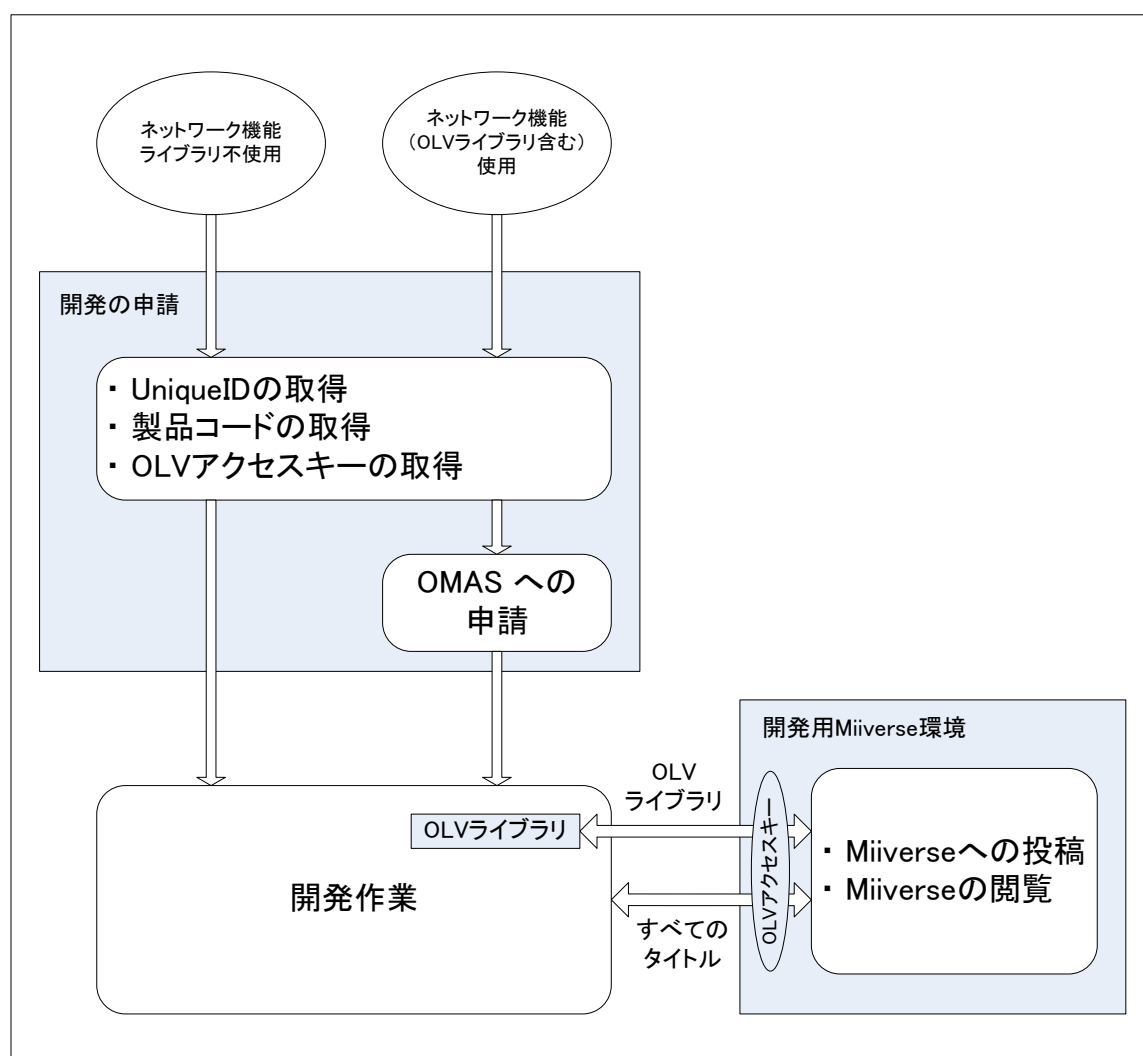 ネットワーク機能
ライブラリ不使用
ネットワーク機能
（OLVライブラリ含む）
使用
開発の申請
・ UniqueIDの取得
・ 製品コードの取得
・ OLVアクセスキーの取得
OMAS への
申請
開発用Miiverse環境
OLV
ライブラリ
OLVライブラリ
OLVアクセスキー
・ Miiverseへの投稿
・ Miiverseの閲覧
開発作業
すべての
タイトル